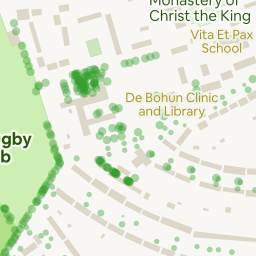 Monastery of
Christ the King
Vita Et Pax
School
De Bohun Clinic
and Library
gby
b